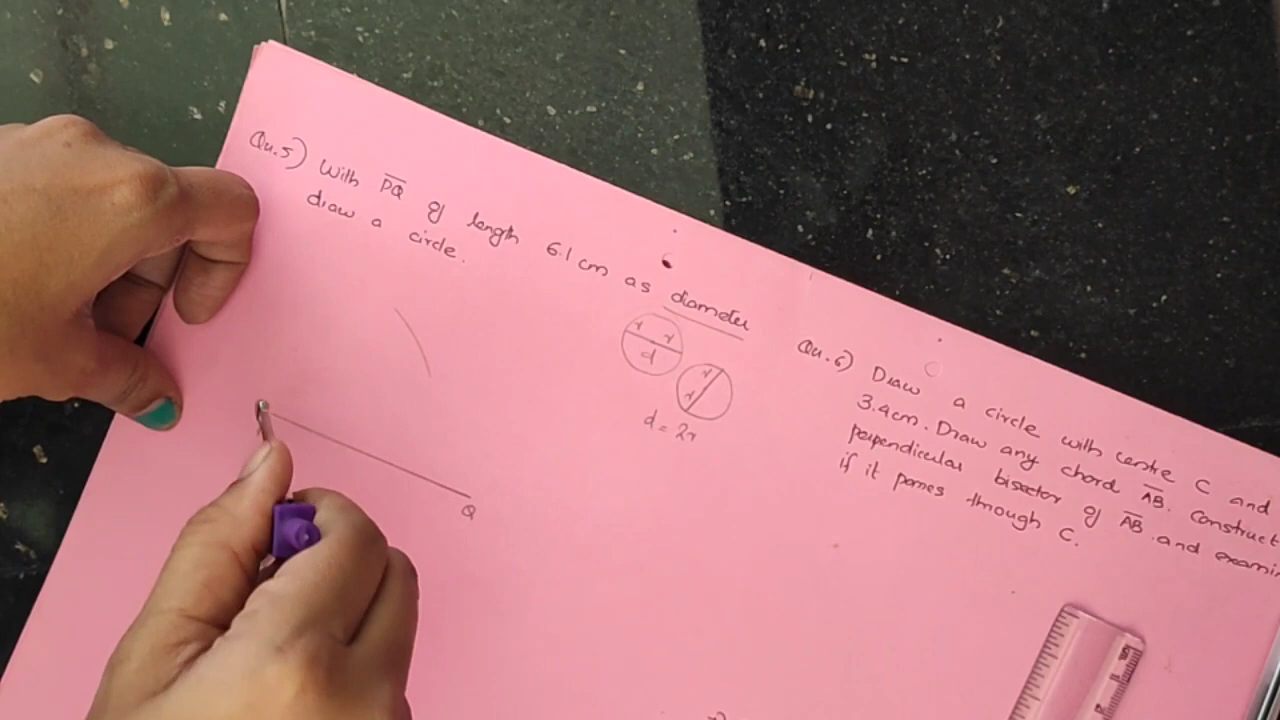 Qu.5) With PQ of length 6.1 cm as diameter
draw a circle.
r r
d
r
r
d = 2r
Q
Qu.6) Draw a circle with centre C and
3.4cm. Draw any chord AB. Construct
perpendicular bisector of AB and examin
if it passes through C.